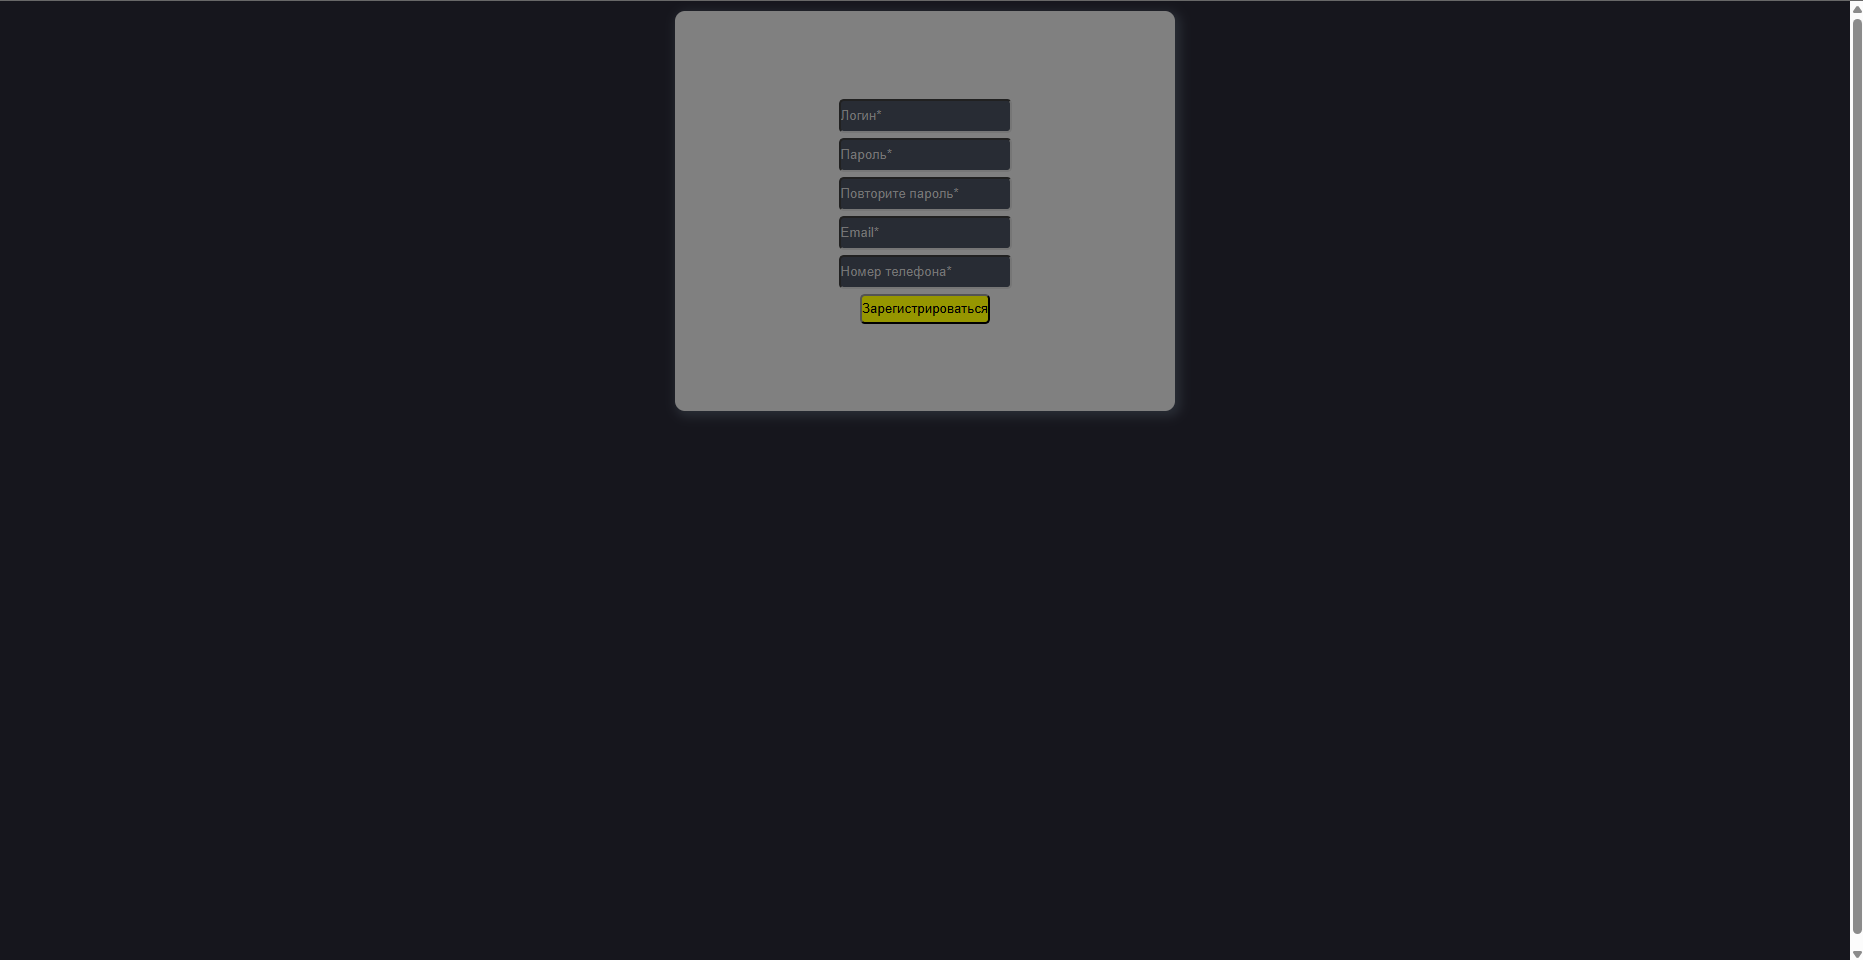 Логин*
Пароль*
Повторите пароль*
Email*
Номер телефона*
Зарегистрироваться